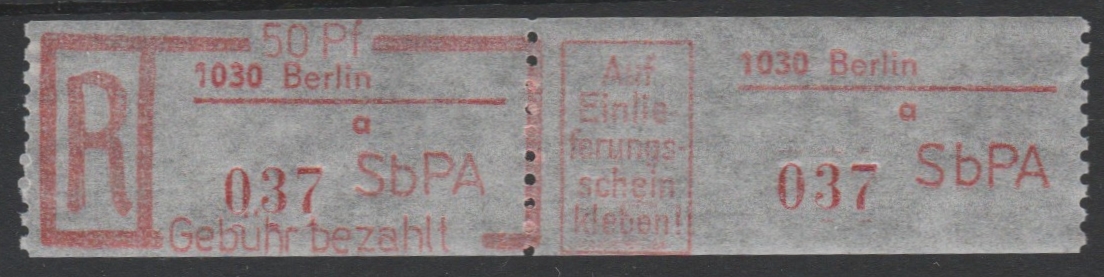 50 Pf
R
1030 Berlin
a
037 SbPA
Gebühr bezahlt
Auf
Einlie-
ferungs-
schein
kleben!
1030 Berlin
a
037 SbPA